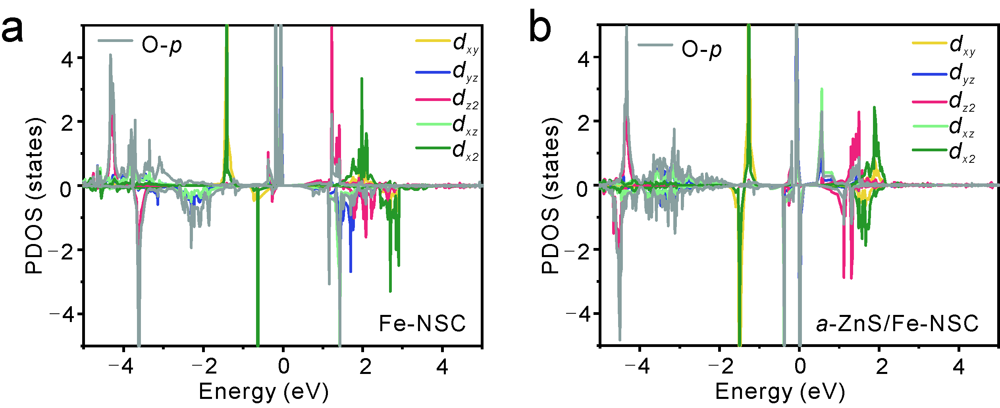 a
O-p
dxy
dyz
dz2
dxz
dx2
4
2
0
−2
−4
PDOS (states)
Fe-NSC
−4 −2 0 2 4
Energy (eV)
b
O-p
dxy
dyz
dz2
dxz
dx2
4
2
0
−2
−4
PDOS (states)
a-ZnS/Fe-NSC
−4 −2 0 2 4
Energy (eV)